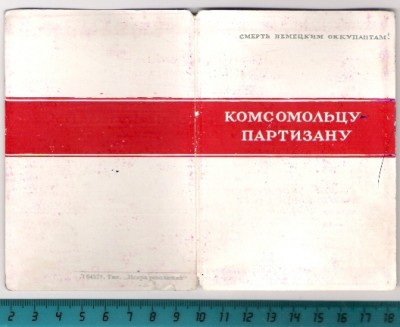 СМЕРТЬ НЕМЕЦКИМ ОККУПАНТАМ!
КОМСОМОЛЬЦУ-
ПАРТИЗАНУ
2 3 4 5 6 7 8 9 10 11 12 13 14 15 16 17 18